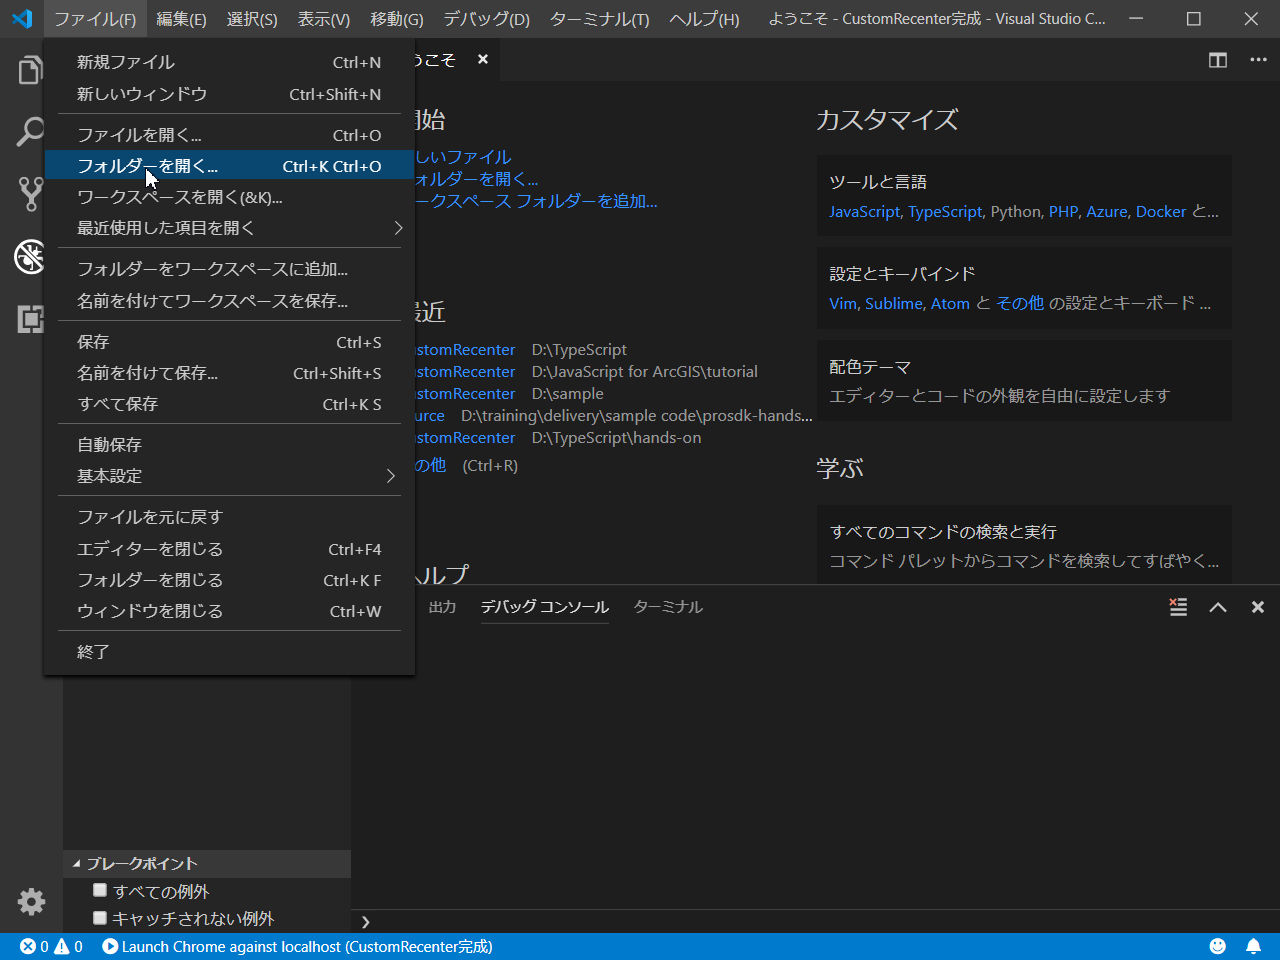 ファイル(F) 編集(E) 選択(S) 表示(V) 移動(G) デバッグ(D) ターミナル(T) ヘルプ(H) ようこそ - CustomRecenter完成 - Visual Studio C...
新規ファイル Ctrl+N
新しいウィンドウ Ctrl+Shift+N
ファイルを開く... Ctrl+O
フォルダーを開く... Ctrl+K Ctrl+O
ワークスペースを開く(&K)...
最近使用した項目を開く
フォルダーをワークスペースに追加...
名前を付けてワークスペースを保存...
保存 Ctrl+S
名前を付けて保存... Ctrl+Shift+S
すべて保存 Ctrl+K S
自動保存
基本設定
ファイルを元に戻す
エディターを閉じる Ctrl+F4
フォルダーを閉じる Ctrl+K F
ウィンドウを閉じる Ctrl+W
終了
うこそ
開始
しいファイル
ォルダーを開く...
ークスペース フォルダーを追加...
最近
ustomRecenter D:\TypeScript
ustomRecenter D:\JavaScript for ArcGIS\tutorial
ustomRecenter D:\sample
urce D:\training\delivery\sample code\prosdk-hands...
ustomRecenter D:\TypeScript\hands-on
の他 (Ctrl+R)
ヘルプ
カスタマイズ
ツールと言語
JavaScript, TypeScript, Python, PHP, Azure, Docker と...
設定とキーバインド
Vim, Sublime, Atom と その他 の設定とキーボード ...
配色テーマ
エディターとコードの外観を自由に設定します
学ぶ
すべてのコマンドの検索と実行
コマンド パレットからコマンドを検索してすばやく...
出力 デバッグ コンソール ターミナル
ブレークポイント
すべての例外
キャッチされない例外
0 0 Launch Chrome against localhost (CustomRecenter完成)